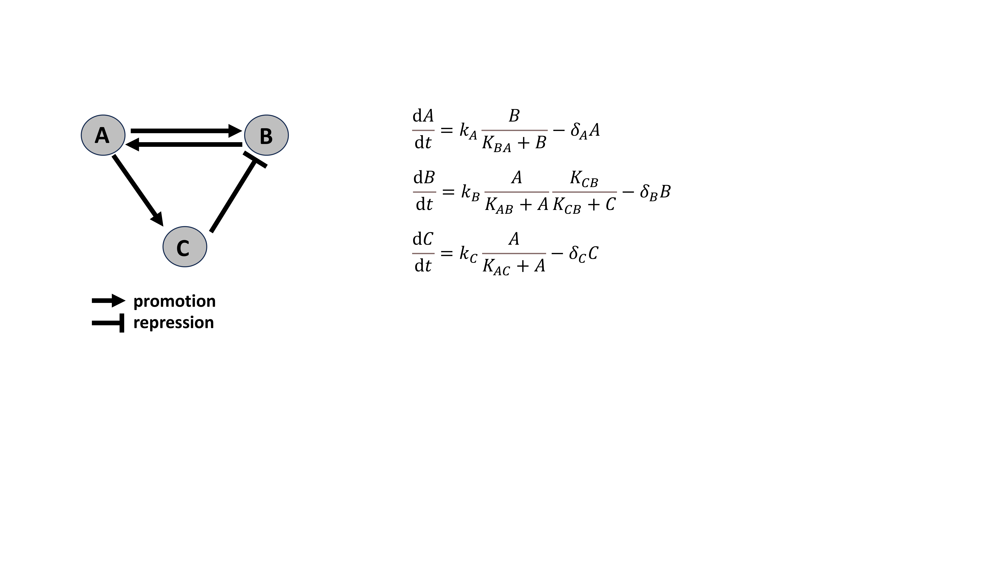 A
B
C
promotion
repression
dA/dt = k_A B/(K_BA + B) − δ_A A
dB/dt = k_B A/(K_AB + A) K_CB/(K_CB + C) − δ_B B
dC/dt = k_C A/(K_AC + A) − δ_C C